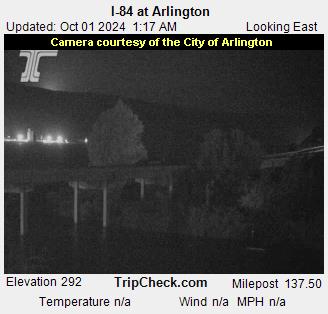 I-84 at Arlington
Updated: Oct 01 2024 1:17 AM Looking East
Camera courtesy of the City of Arlington
Elevation 292 TripCheck.com Milepost 137.50
Temperature n/a Wind n/a MPH n/a